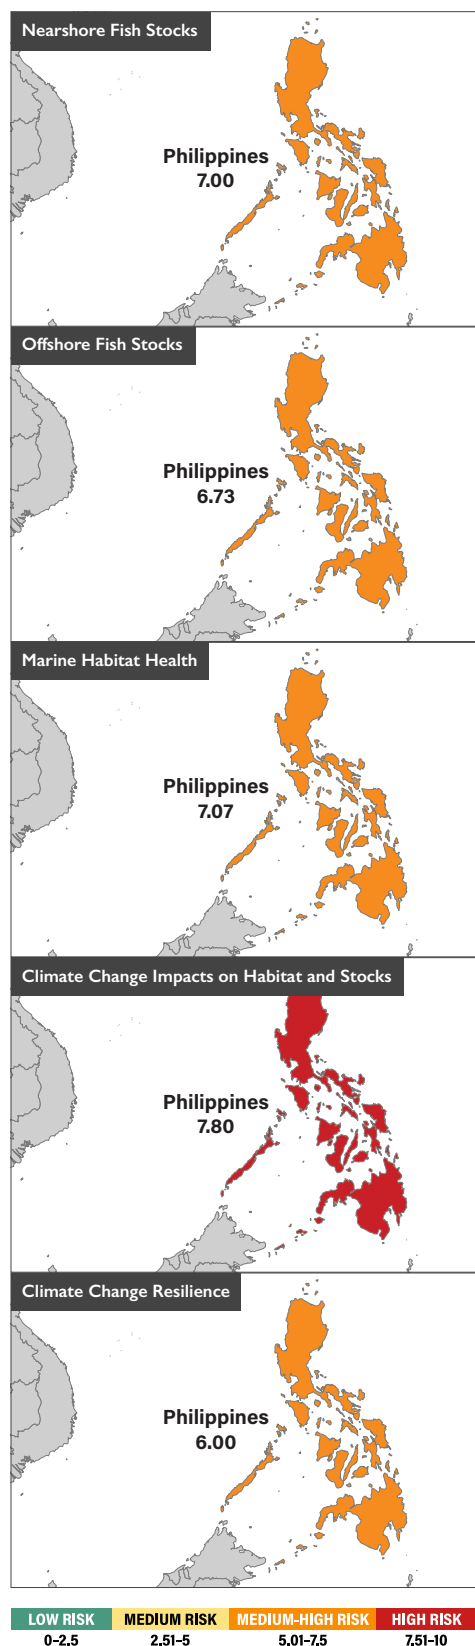 Nearshore Fish Stocks
Philippines
7.00
Offshore Fish Stocks
Philippines
6.73
Marine Habitat Health
Philippines
7.07
Climate Change Impacts on Habitat and Stocks
Philippines
7.80
Climate Change Resilience
Philippines
6.00
LOW RISK MEDIUM RISK MEDIUM-HIGH RISK HIGH RISK
0–2.5 2.51–5 5.01-7.5 7.51-10